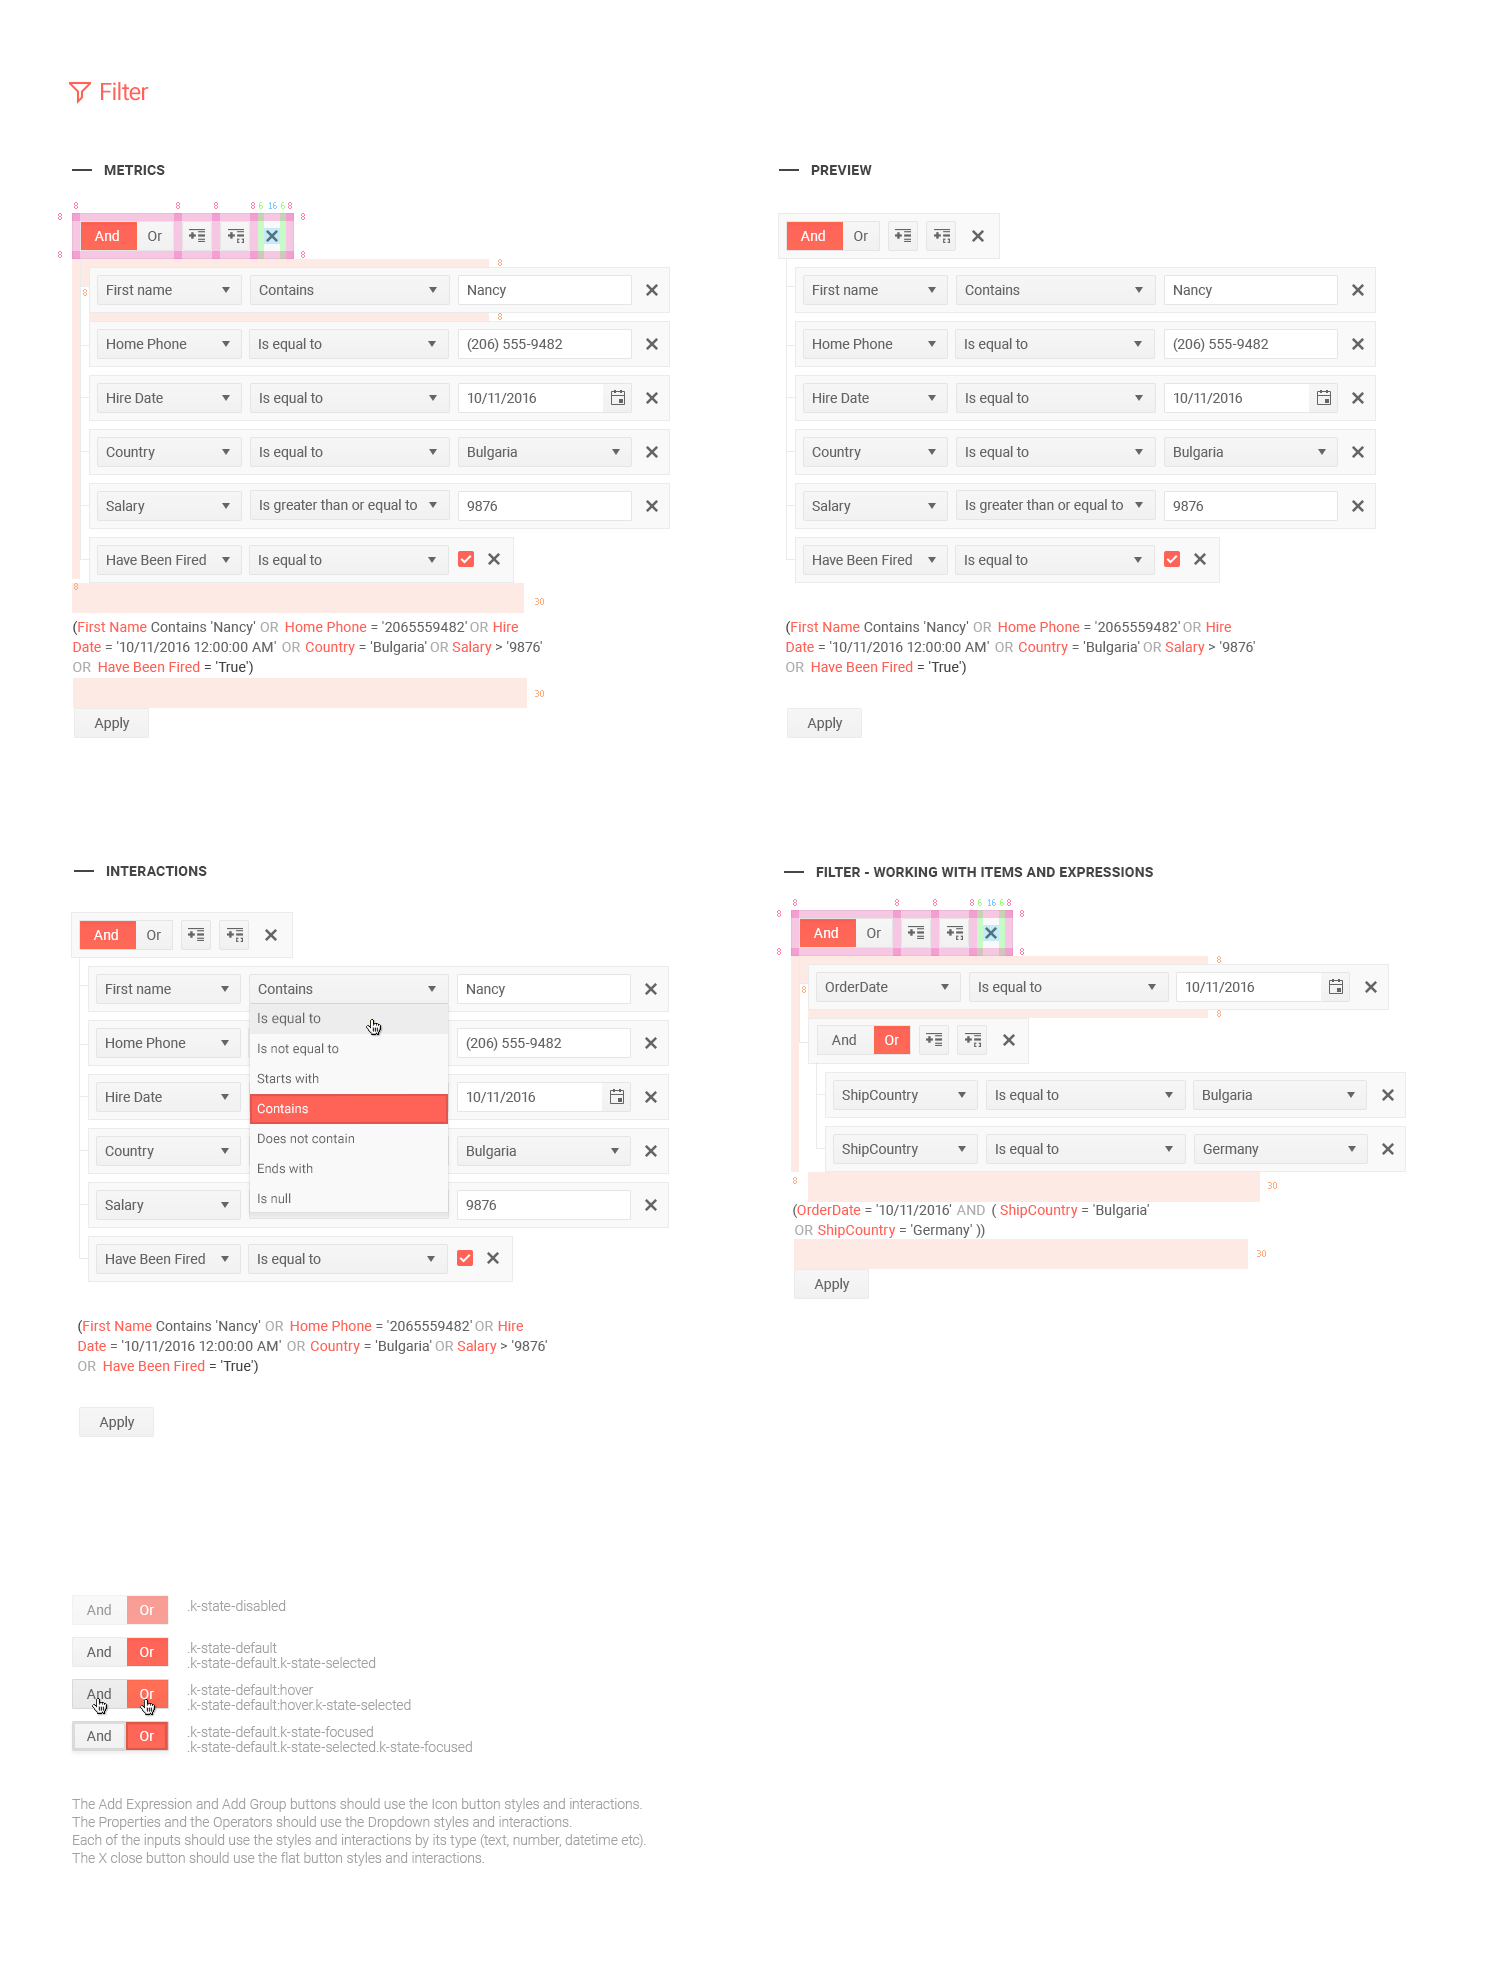 Filter
METRICS
8 8 8 8 6 16 6 8
8 8
And Or
8 8
8
First name Contains Nancy
8
8
Home Phone Is equal to (206) 555-9482
Hire Date Is equal to 10/11/2016
Country Is equal to Bulgaria
Salary Is greater than or equal to 9876
Have Been Fired Is equal to
8
30
(First Name Contains 'Nancy' OR Home Phone = '2065559482' OR Hire
Date = '10/11/2016 12:00:00 AM' OR Country = 'Bulgaria' OR Salary > '9876'
OR Have Been Fired = 'True')
30
Apply
PREVIEW
And Or
First name Contains Nancy
Home Phone Is equal to (206) 555-9482
Hire Date Is equal to 10/11/2016
Country Is equal to Bulgaria
Salary Is greater than or equal to 9876
Have Been Fired Is equal to
(First Name Contains 'Nancy' OR Home Phone = '2065559482' OR Hire
Date = '10/11/2016 12:00:00 AM' OR Country = 'Bulgaria' OR Salary > '9876'
OR Have Been Fired = 'True')
Apply
INTERACTIONS
And Or
First name Contains Nancy
Is equal to
Home Phone (206) 555-9482
Is not equal to
Starts with
Hire Date 10/11/2016
Contains
Does not contain
Country Bulgaria
Ends with
Is null
Salary 9876
Have Been Fired Is equal to
(First Name Contains 'Nancy' OR Home Phone = '2065559482' OR Hire
Date = '10/11/2016 12:00:00 AM' OR Country = 'Bulgaria' OR Salary > '9876'
OR Have Been Fired = 'True')
Apply
FILTER - WORKING WITH ITEMS AND EXPRESSIONS
8 8 8 8 6 16 6 8
8 8
And Or
8 8
8
OrderDate Is equal to 10/11/2016
8
8
And Or
ShipCountry Is equal to Bulgaria
ShipCountry Is equal to Germany
8
30
(OrderDate = '10/11/2016' AND ( ShipCountry = 'Bulgaria'
OR ShipCountry = 'Germany' ))
30
Apply
And Or .k-state-disabled
And Or .k-state-default
.k-state-default.k-state-selected
And Or .k-state-default:hover
.k-state-default:hover.k-state-selected
And Or .k-state-default.k-state-focused
.k-state-default.k-state-selected.k-state-focused
The Add Expression and Add Group buttons should use the Icon button styles and interactions.
The Properties and the Operators should use the Dropdown styles and interactions.
Each of the inputs should use the styles and interactions by its type (text, number, datetime etc).
The X close button should use the flat button styles and interactions.